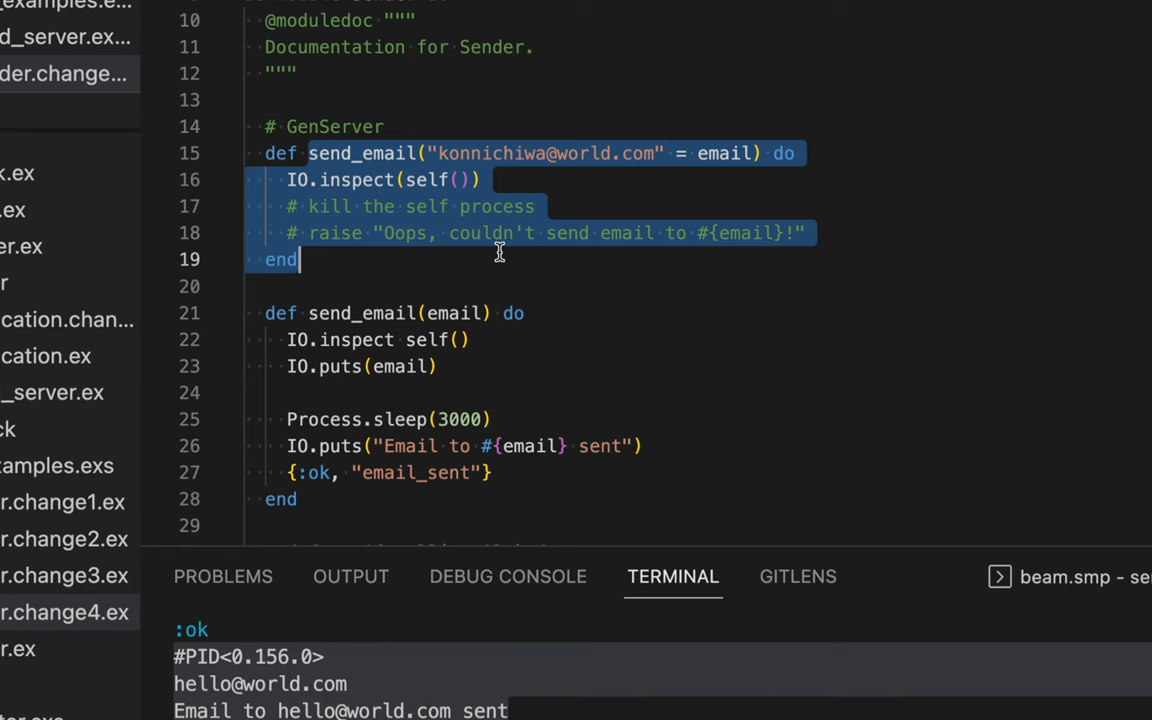 _examples.e...
d_server.ex...
der.change...
k.ex
.ex
er.ex
r
cation.chan...
cation.ex
_server.ex
ck
xamples.exs
r.change1.ex
r.change2.ex
r.change3.ex
r.change4.ex
r.ex
10 @moduledoc """
11 Documentation for Sender.
12 """
13
14 # GenServer
15 def send_email("konnichiwa@world.com" = email) do
16 IO.inspect(self())
17 # kill the self process
18 # raise "Oops, couldn't send email to #{email}!"
19 end
20
21 def send_email(email) do
22 IO.inspect self()
23 IO.puts(email)
24
25 Process.sleep(3000)
26 IO.puts("Email to #{email} sent")
27 {:ok, "email_sent"}
28 end
29
PROBLEMS OUTPUT DEBUG CONSOLE TERMINAL GITLENS beam.smp - se
:ok
#PID<0.156.0>
hello@world.com
Email to hello@world.com sent